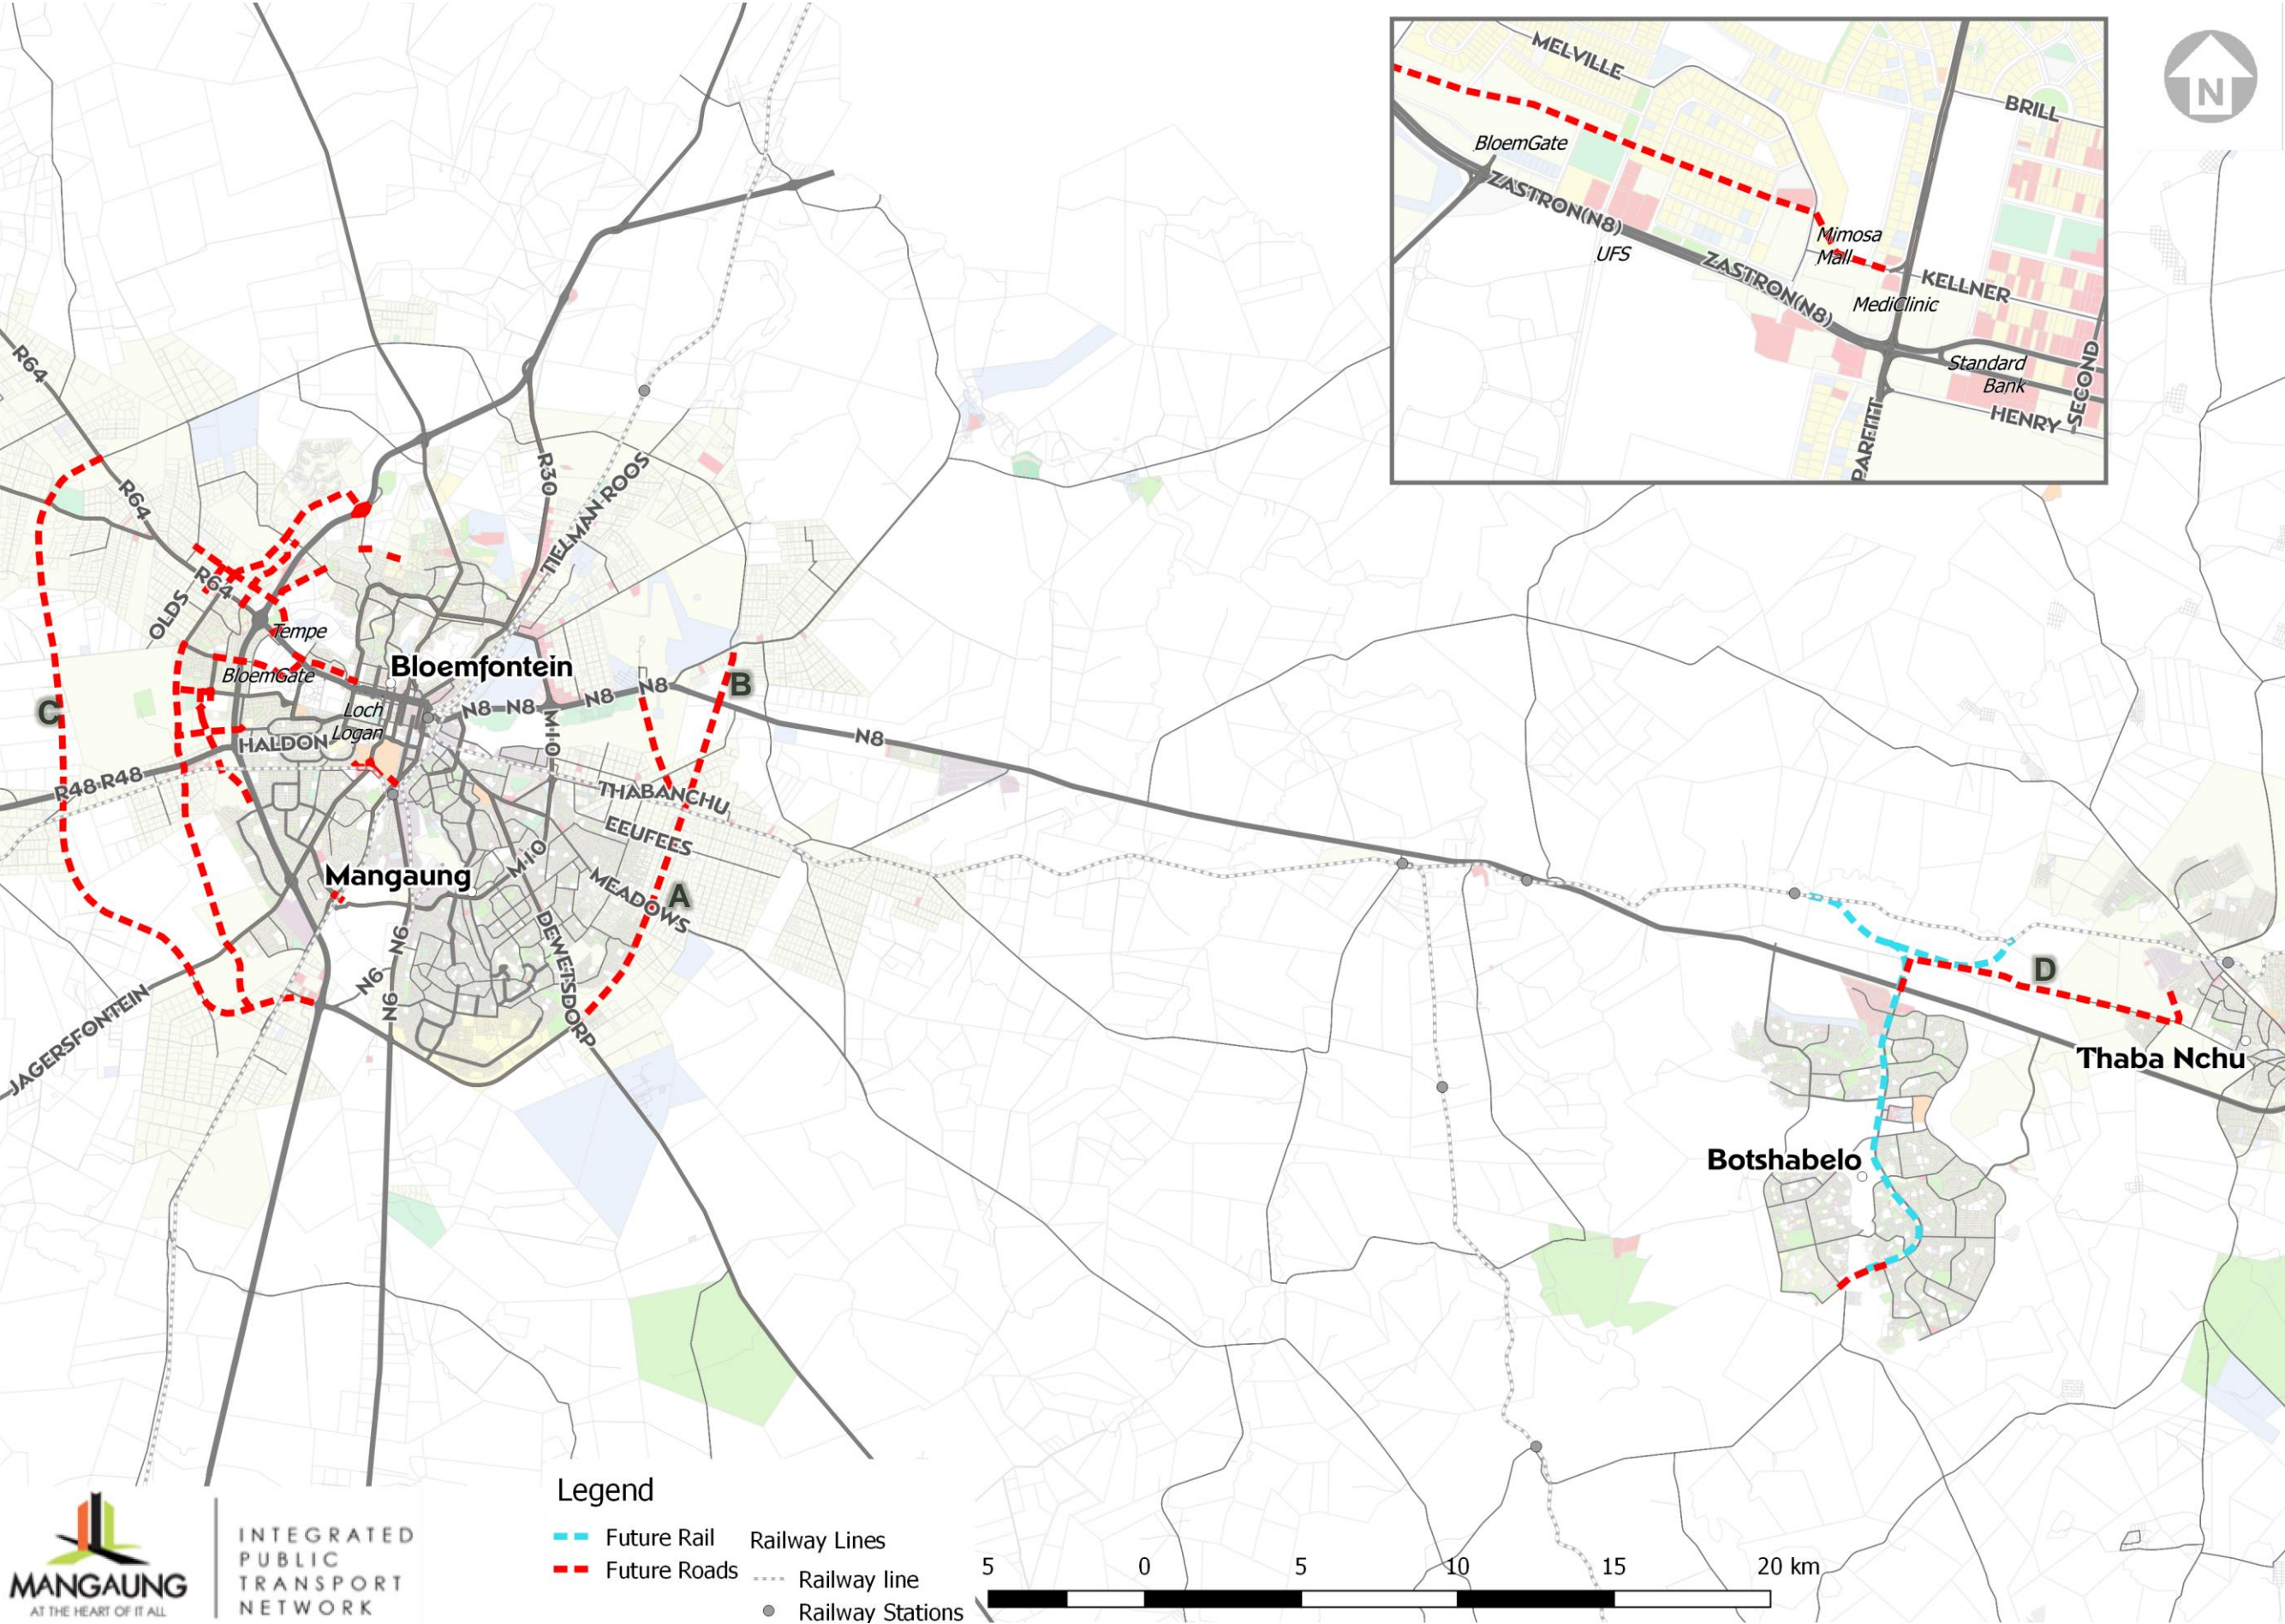 MELVILLE
BRILL
BloemGate
ZASTRON(N8)
UFS
Mimosa
Mall
ZASTRON(N8)
KELLNER
MediClinic
Standard
Bank
SECOND
HENRY
PAREITT
N
R64
R64
R30
TIELMAN ROOS
R64
OLDS
Tempe
Bloemfontein
BloemGate
N8
N8
N8
N8
B
N8
C
Loch
Logan
HALDON
M10
R48
R48
THABANCHU
EEUFEES
Mangaung
M10
MEADOWS
A
DEWETSDORP
N6
N6
N6
JAGERSFONTEIN
D
Thaba Nchu
Botshabelo
Legend
Future Rail
Future Roads
Railway Lines
Railway line
Railway Stations
5 0 5 10 15 20 km
MANGAUNG
AT THE HEART OF IT ALL
INTEGRATED
PUBLIC
TRANSPORT
NETWORK